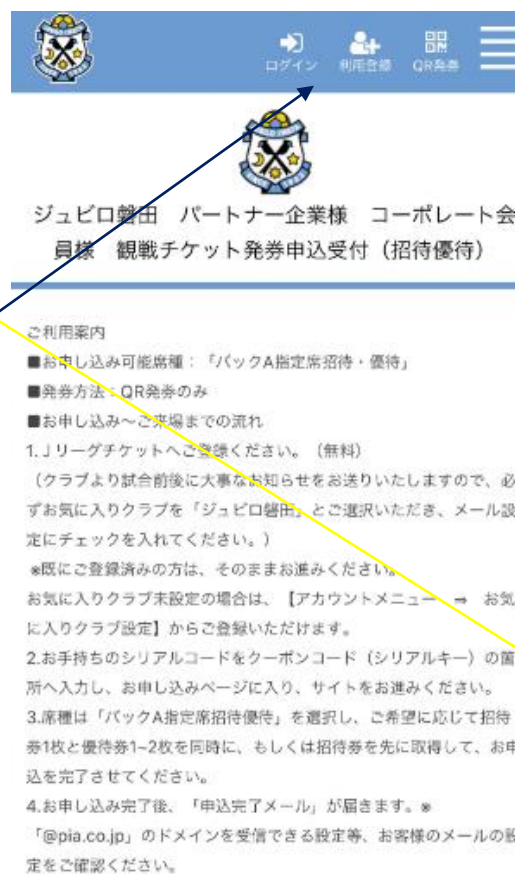 ログイン 利用登録 QR発券
ジュビロ磐田 パートナー企業様 コーポレート会
員様 観戦チケット発券申込受付（招待優待）
ご利用案内
■お申し込み可能席種：「バックA指定席招待・優待」
■発券方法：QR発券のみ
■お申し込み～ご来場までの流れ
1.Ｊリーグチケットへご登録ください。（無料）
（クラブより試合前後に大事なお知らせをお送りいたしますので、必
ずお気に入りクラブを「ジュビロ磐田」とご選択いただき、メール設
定にチェックを入れてください。）
※既にご登録済みの方は、そのままお進みください。
お気に入りクラブ未設定の場合は、【アカウントメニュー ⇒ お気
に入りクラブ設定】からご登録いただけます。
2.お手持ちのシリアルコードをクーポンコード（シリアルキー）の箇
所へ入力し、お申し込みページに入り、サイトをお進みください。
3.席種は「バックA指定席招待優待」を選択し、ご希望に応じて招待
券1枚と優待券1~2枚を同時に、もしくは招待券を先に取得して、お申
込を完了させてください。
4.お申し込み完了後、「申込完了メール」が届きます。※
「@pia.co.jp」のドメインを受信できる設定等、お客様のメールの設
定をご確認ください。